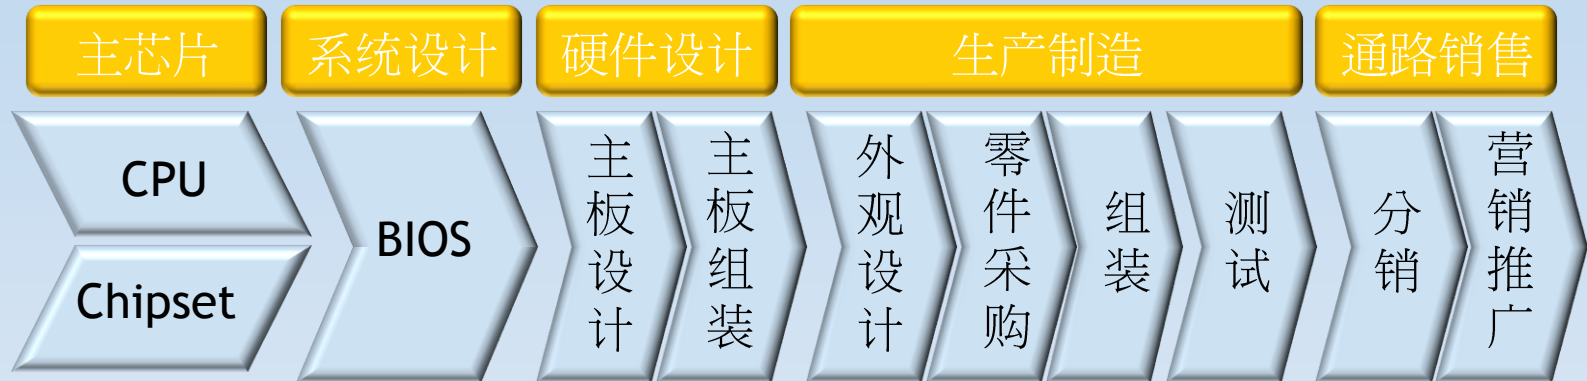 主芯片
系统设计
硬件设计
生产制造
通路销售
CPU
Chipset
BIOS
主板设计
主板组装
外观设计
零件采购
组装
测试
分销
营销推广